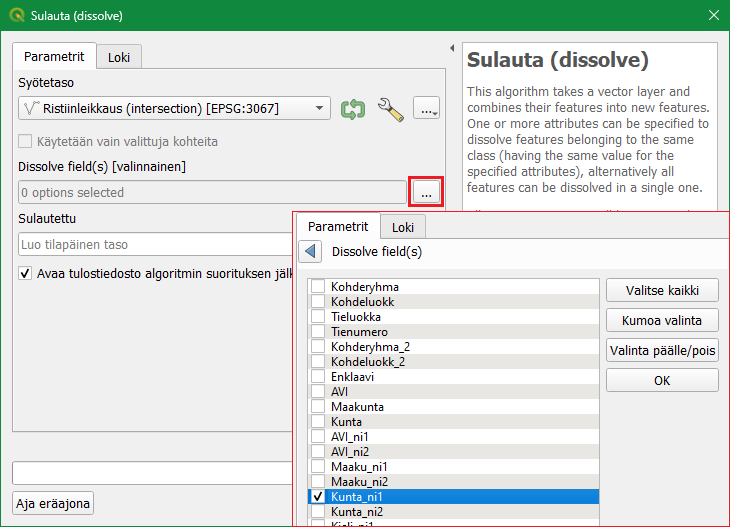 Sulauta (dissolve)
Parametrit
Loki
Syötetaso
Ristiinleikkaus (intersection) [EPSG:3067]
...
Käytetään vain valittuja kohteita
Dissolve field(s) [valinnainen]
0 options selected
...
Sulautettu
Luo tilapäinen taso
Avaa tulostiedosto algoritmin suorituksen
Aja eräajona
Sulauta (dissolve)
This algorithm takes a vector layer and
combines their features into new features.
One or more attributes can be specified to
dissolve features belonging to the same
class (having the same value for the
specified attributes), alternatively all
features can be dissolved in a single one.
Parametrit
Loki
Dissolve field(s)
Kohderyhma
Kohdeluokk
Tieluokka
Tienumero
Kohderyhma_2
Kohdeluokk_2
Enklaavi
AVI
Maakunta
Kunta
AVI_ni1
AVI_ni2
Maaku_ni1
Maaku_ni2
Kunta_ni1
Kunta_ni2
Kieli_ni1
Valitse kaikki
Kumoa valinta
Valinta päälle/pois
OK